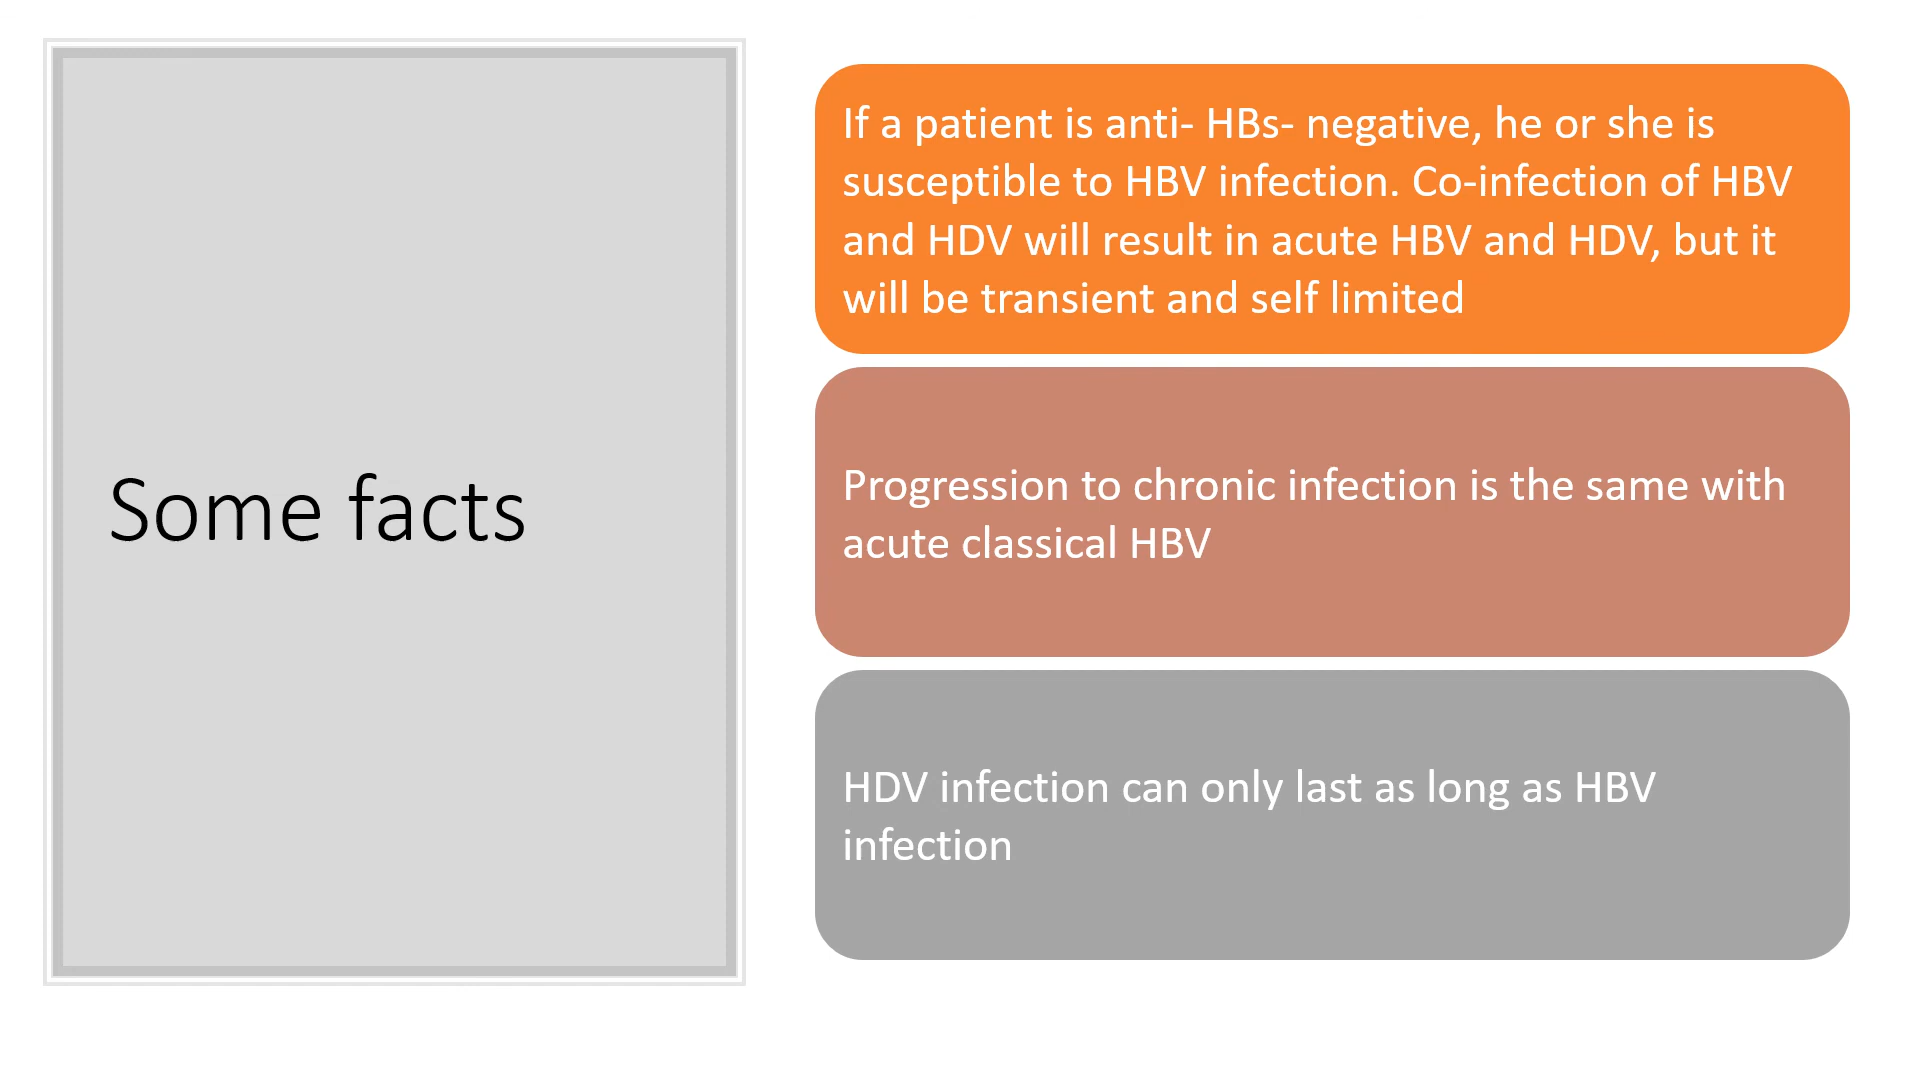 Some facts
If a patient is anti- HBs- negative, he or she is
susceptible to HBV infection. Co-infection of HBV
and HDV will result in acute HBV and HDV, but it
will be transient and self limited
Progression to chronic infection is the same with
acute classical HBV
HDV infection can only last as long as HBV
infection